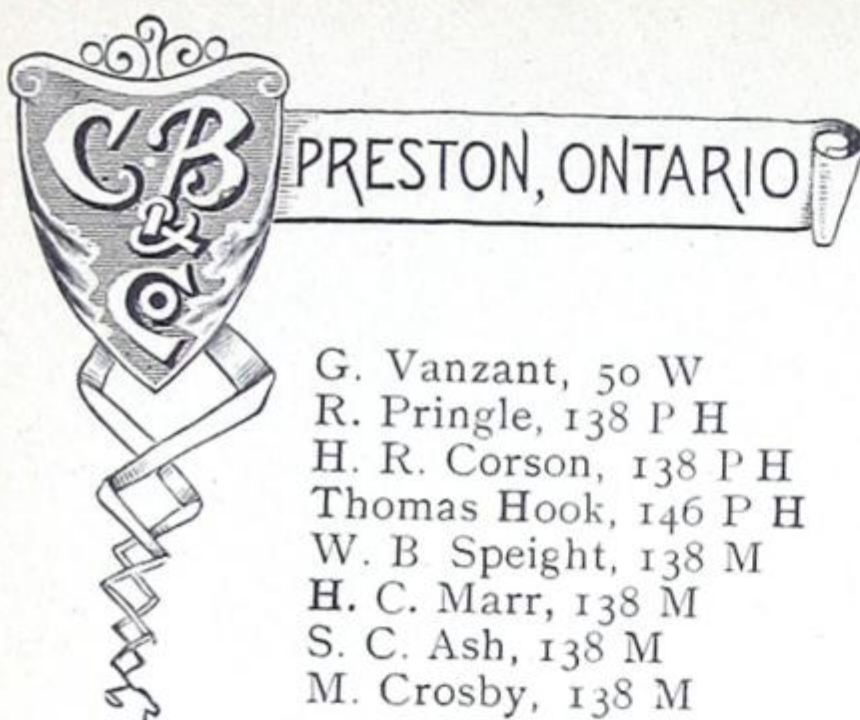 C.B
& Co
PRESTON, ONTARIO
G. Vanzant, 50 W
R. Pringle, 138 P H
H. R. Corson, 138 P H
Thomas Hook, 146 P H
W. B Speight, 138 M
H. C. Marr, 138 M
S. C. Ash, 138 M
M. Crosby, 138 M